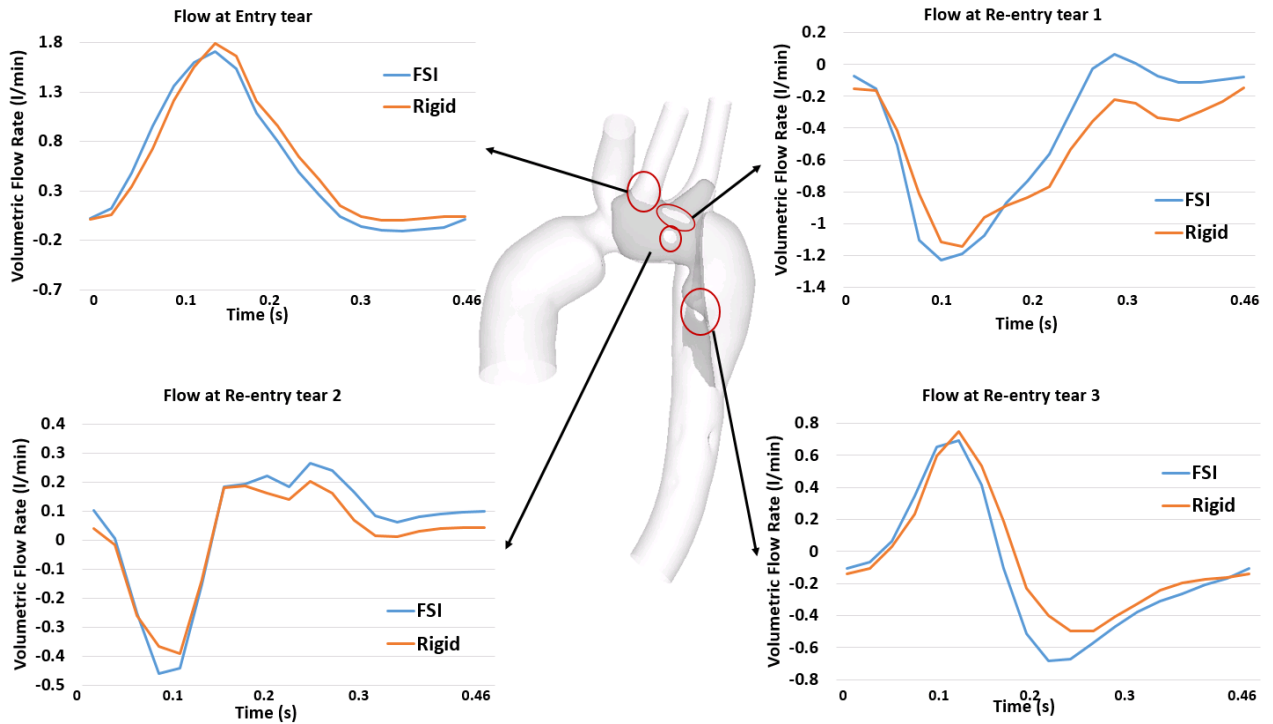 Flow at Entry tear
Volumetric Flow Rate (l/min)
1.8
1.3
0.8
0.3
-0.2
-0.7
0 0.1 0.2 0.3 0.46
Time (s)
FSI
Rigid
Flow at Re-entry tear 1
Volumetric Flow Rate (l/min)
0.2
0
-0.2
-0.4
-0.6
-0.8
-1
-1.2
-1.4
0 0.1 0.2 0.3 0.46
Time (s)
FSI
Rigid
Flow at Re-entry tear 2
Volumetric Flow Rate (l/min)
0.4
0.3
0.2
0.1
0
-0.1
-0.2
-0.3
-0.4
-0.5
0 0.1 0.2 0.3 0.46
Time (s)
FSI
Rigid
Flow at Re-entry tear 3
Volumetric Flow Rate (l/min)
0.8
0.6
0.4
0.2
0
-0.2
-0.4
-0.6
-0.8
0 0.1 0.2 0.3 0.46
Time (s)
FSI
Rigid